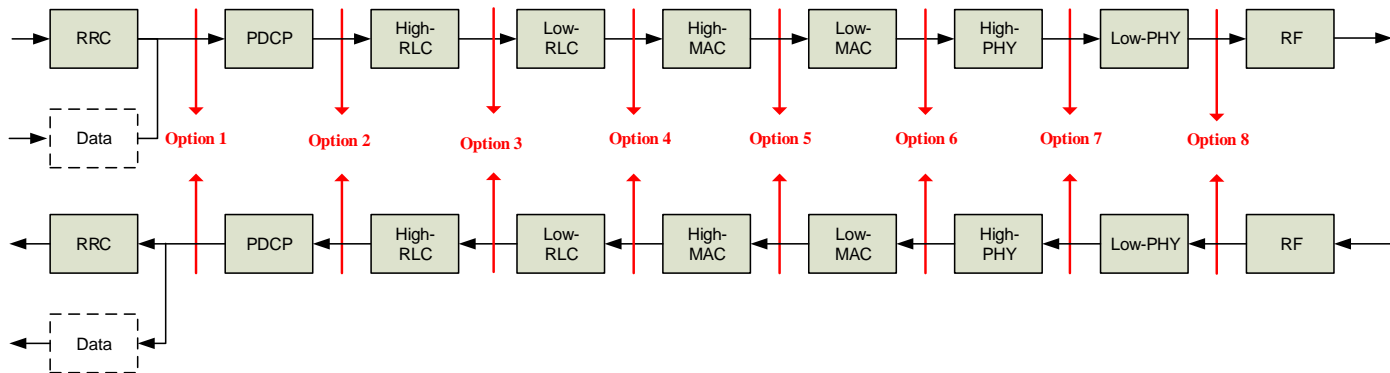 RRC
PDCP
High-
RLC
Low-
RLC
High-
MAC
Low-
MAC
High-
PHY
Low-PHY
RF
Data
Option 1
Option 2
Option 3
Option 4
Option 5
Option 6
Option 7
Option 8
RRC
PDCP
High-
RLC
Low-
RLC
High-
MAC
Low-
MAC
High-
PHY
Low-PHY
RF
Data